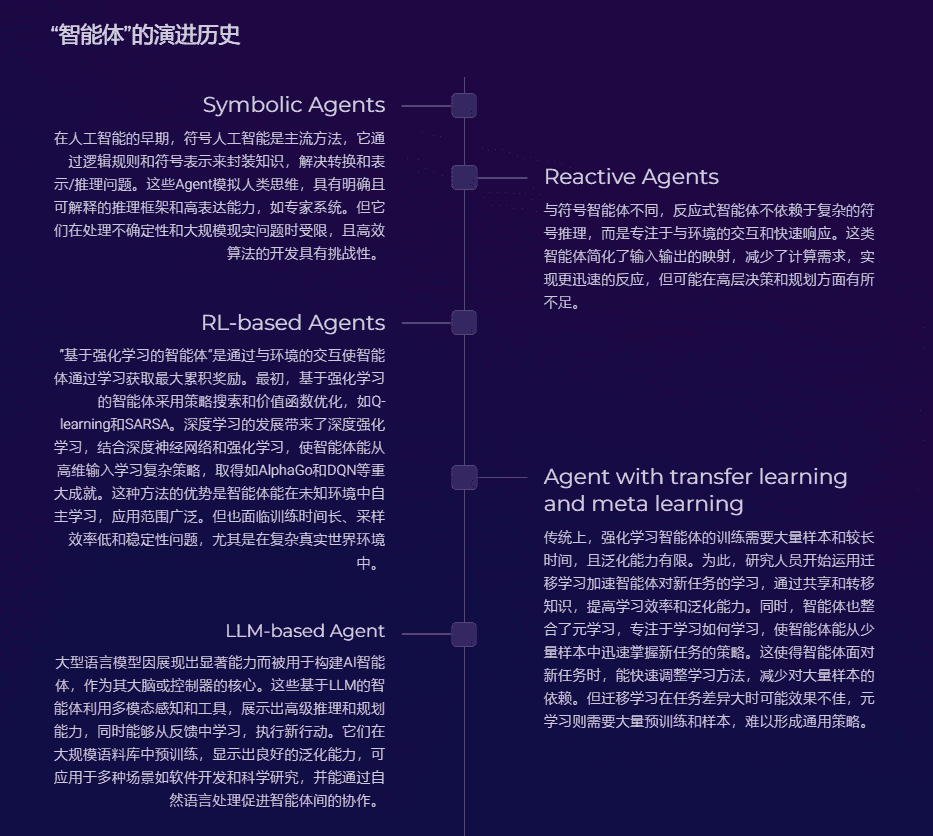 “智能体”的演进历史
Symbolic Agents
在人工智能的早期，符号人工智能是主流方法，它通
过逻辑规则和符号表示来封装知识，解决转换和表
示/推理问题。这些Agent模拟人类思维，具有明确且
可解释的推理框架和高表达能力，如专家系统。但它
们在处理不确定性和大规模现实问题时受限，且高效
算法的开发具有挑战性。
Reactive Agents
与符号智能体不同，反应式智能体不依赖于复杂的符
号推理，而是专注于与环境的交互和快速响应。这类
智能体简化了输入输出的映射，减少了计算需求，实
现更迅速的反应，但可能在高层决策和规划方面有所
不足。
RL-based Agents
”基于强化学习的智能体“是通过与环境的交互使智能
体通过学习获取最大累积奖励。最初，基于强化学习
的智能体采用策略搜索和价值函数优化，如Q-
learning和SARSA。深度学习的发展带来了深度强化
学习，结合深度神经网络和强化学习，使智能体能从
高维输入学习复杂策略，取得如AlphaGo和DQN等重
大成就。这种方法的优势是智能体能在未知环境中自
主学习，应用范围广泛。但也面临训练时间长、采样
效率低和稳定性问题，尤其是在复杂真实世界环境
中。
Agent with transfer learning
and meta learning
传统上，强化学习智能体的训练需要大量样本和较长
时间，且泛化能力有限。为此，研究人员开始运用迁
移学习加速智能体对新任务的学习，通过共享和转移
知识，提高学习效率和泛化能力。同时，智能体也整
合了元学习，专注于学习如何学习，使智能体能从少
量样本中迅速掌握新任务的策略。这使得智能体面对
新任务时，能快速调整学习方法，减少对大量样本的
依赖。但迁移学习在任务差异大时可能效果不佳，元
学习则需要大量预训练和样本，难以形成通用策略。
LLM-based Agent
大型语言模型因展现出显著能力而被用于构建AI智能
体，作为其大脑或控制器的核心。这些基于LLM的智
能体利用多模态感知和工具，展示出高级推理和规划
能力，同时能够从反馈中学习，执行新行动。它们在
大规模语料库中预训练，显示出良好的泛化能力，可
应用于多种场景如软件开发和科学研究，并能通过自
然语言处理促进智能体间的协作。